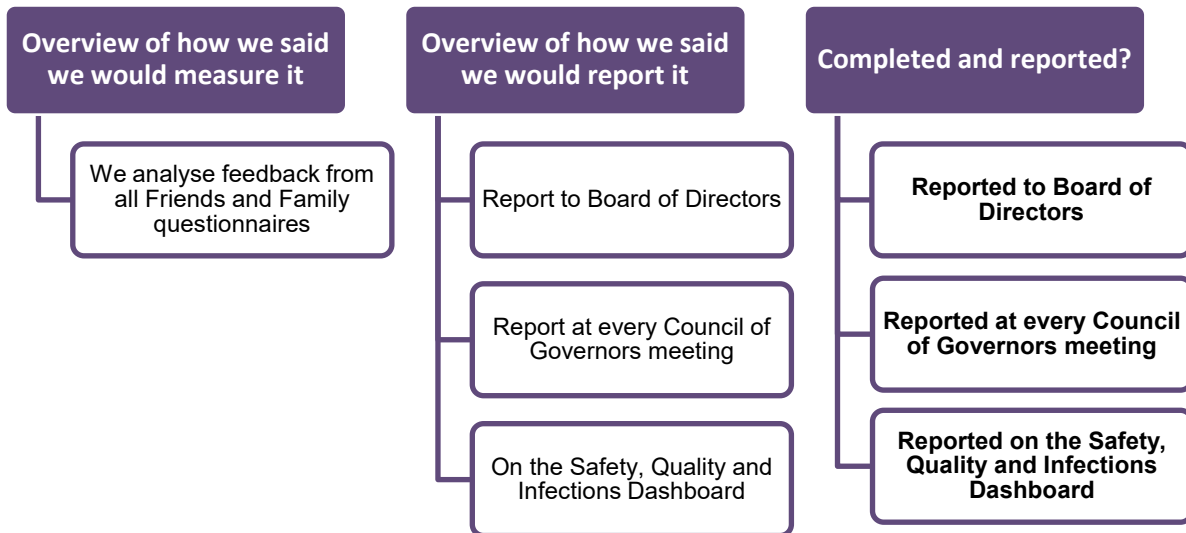 Overview of how we said
we would measure it
We analyse feedback from
all Friends and Family
questionnaires
Overview of how we said
we would report it
Report to Board of Directors
Report at every Council of
Governors meeting
On the Safety, Quality and
Infections Dashboard
Completed and reported?
Reported to Board of
Directors
Reported at every Council
of Governors meeting
Reported on the Safety,
Quality and Infections
Dashboard